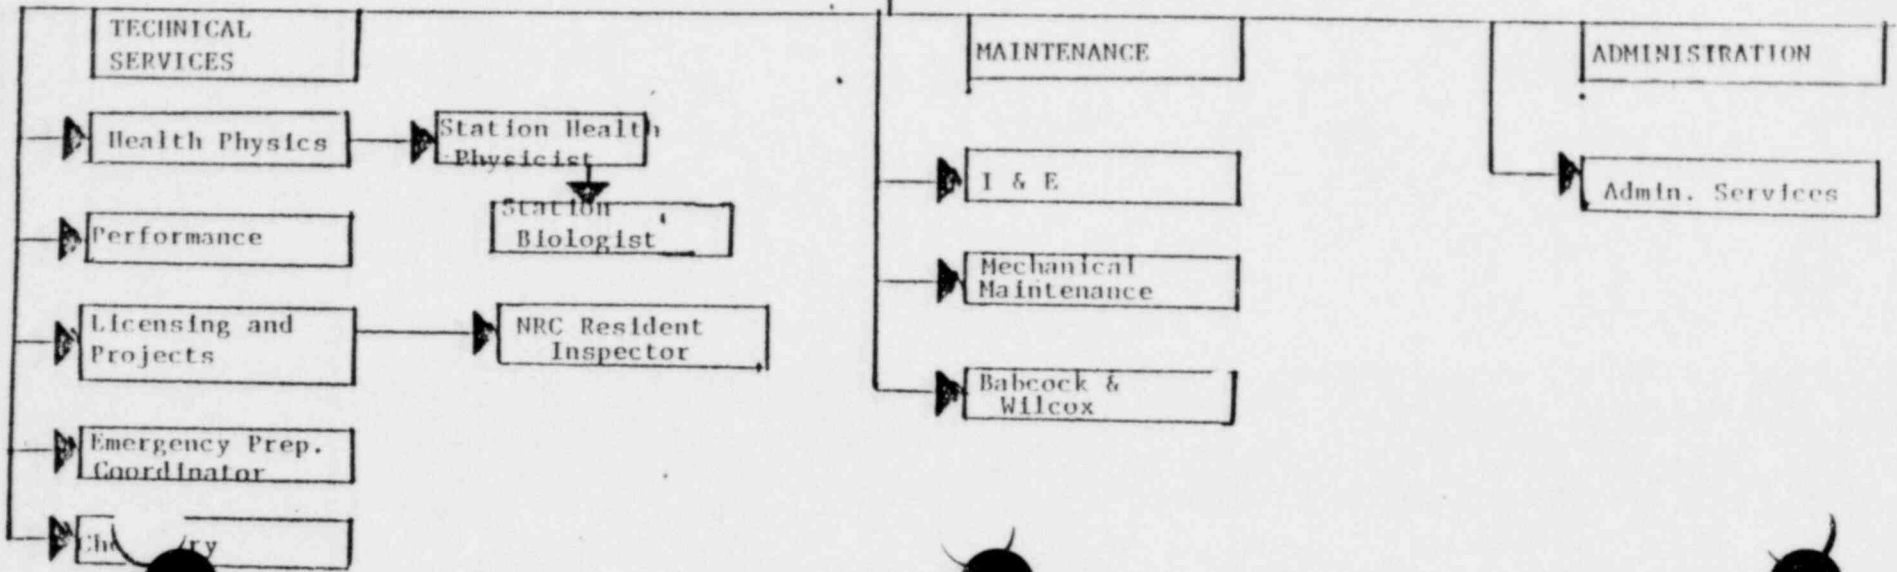 TECHNICAL
SERVICES
Health Physics
Station Health
Physicist
Station
Biologist
Performance
Licensing and
Projects
NRC Resident
Inspector
Emergency Prep.
Coordinator
MAINTENANCE
I & E
Mechanical
Maintenance
Babcock &
Wilcox
ADMINISTRATION
Admin. Services